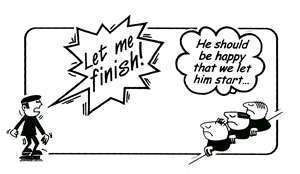 Let me
finish!
He should
be happy
that we let
him start...